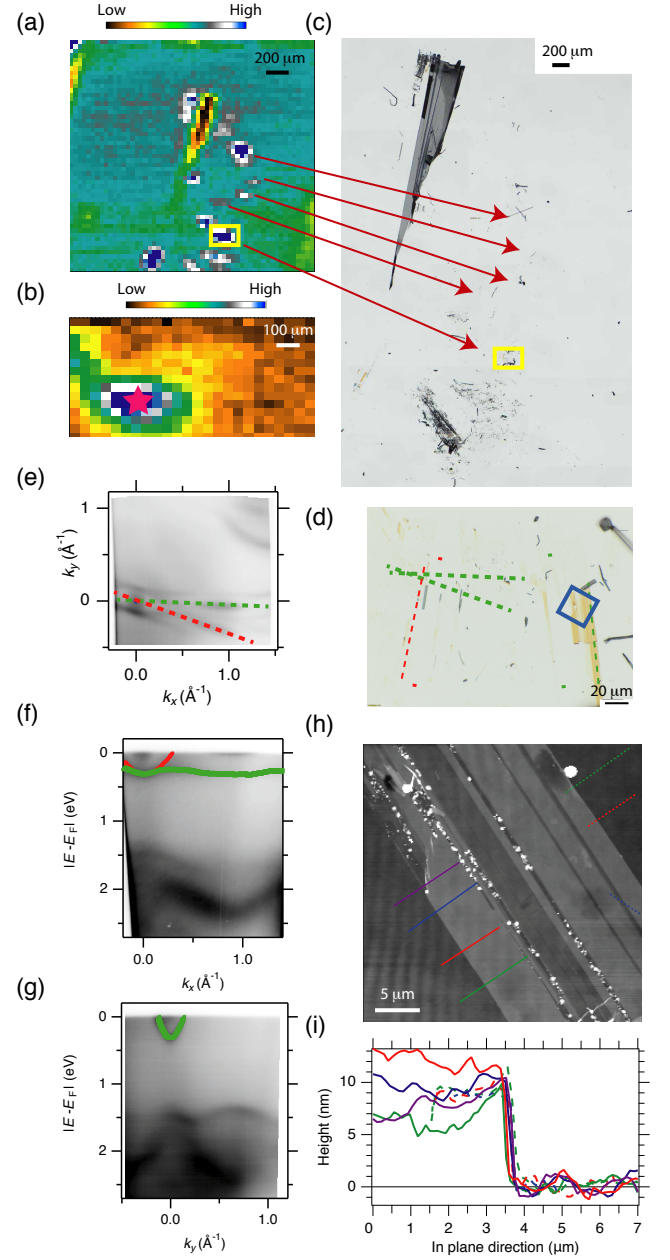 (a)
Low
High
200 μm
(c)
200 μm
(b)
Low
High
100 μm
(e)
1
0
k_y (Å⁻¹)
0.0
1.0
k_x (Å⁻¹)
(d)
20 μm
(f)
0
1
2
|E -E_F| (eV)
0.0
1.0
k_x (Å⁻¹)
(h)
5 μm
(g)
0
1
2
|E -E_F| (eV)
0.0
1.0
k_y (Å⁻¹)
(i)
10
5
0
Height (nm)
0
1
2
3
4
5
6
7
In plane direction (μm)